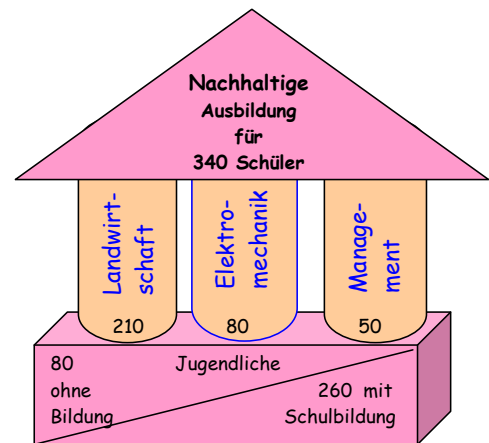 Nachhaltige
Ausbildung
für
340 Schüler
Landwirt-
schaft
Elektro-
mechanik
Manage-
ment
210
80
50
80 Jugendliche
ohne 260 mit
Bildung Schulbildung